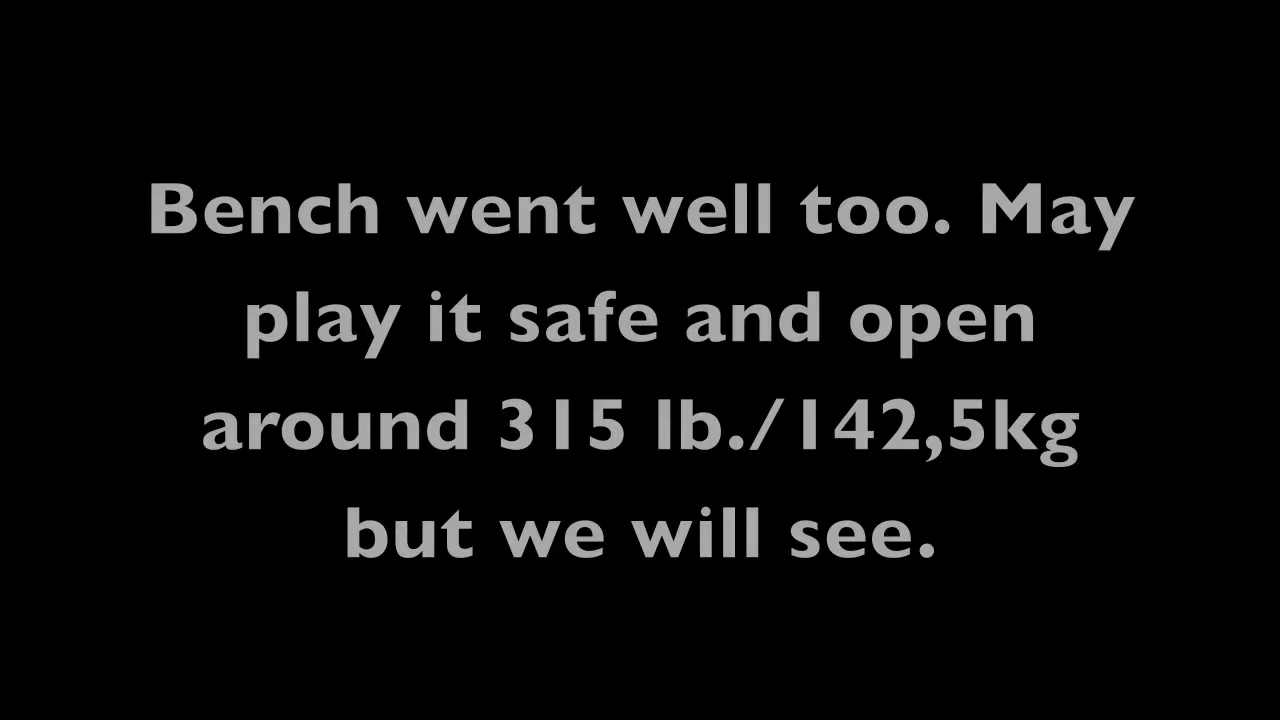 Bench went well too. May
play it safe and open
around 315 lb./142,5kg
but we will see.